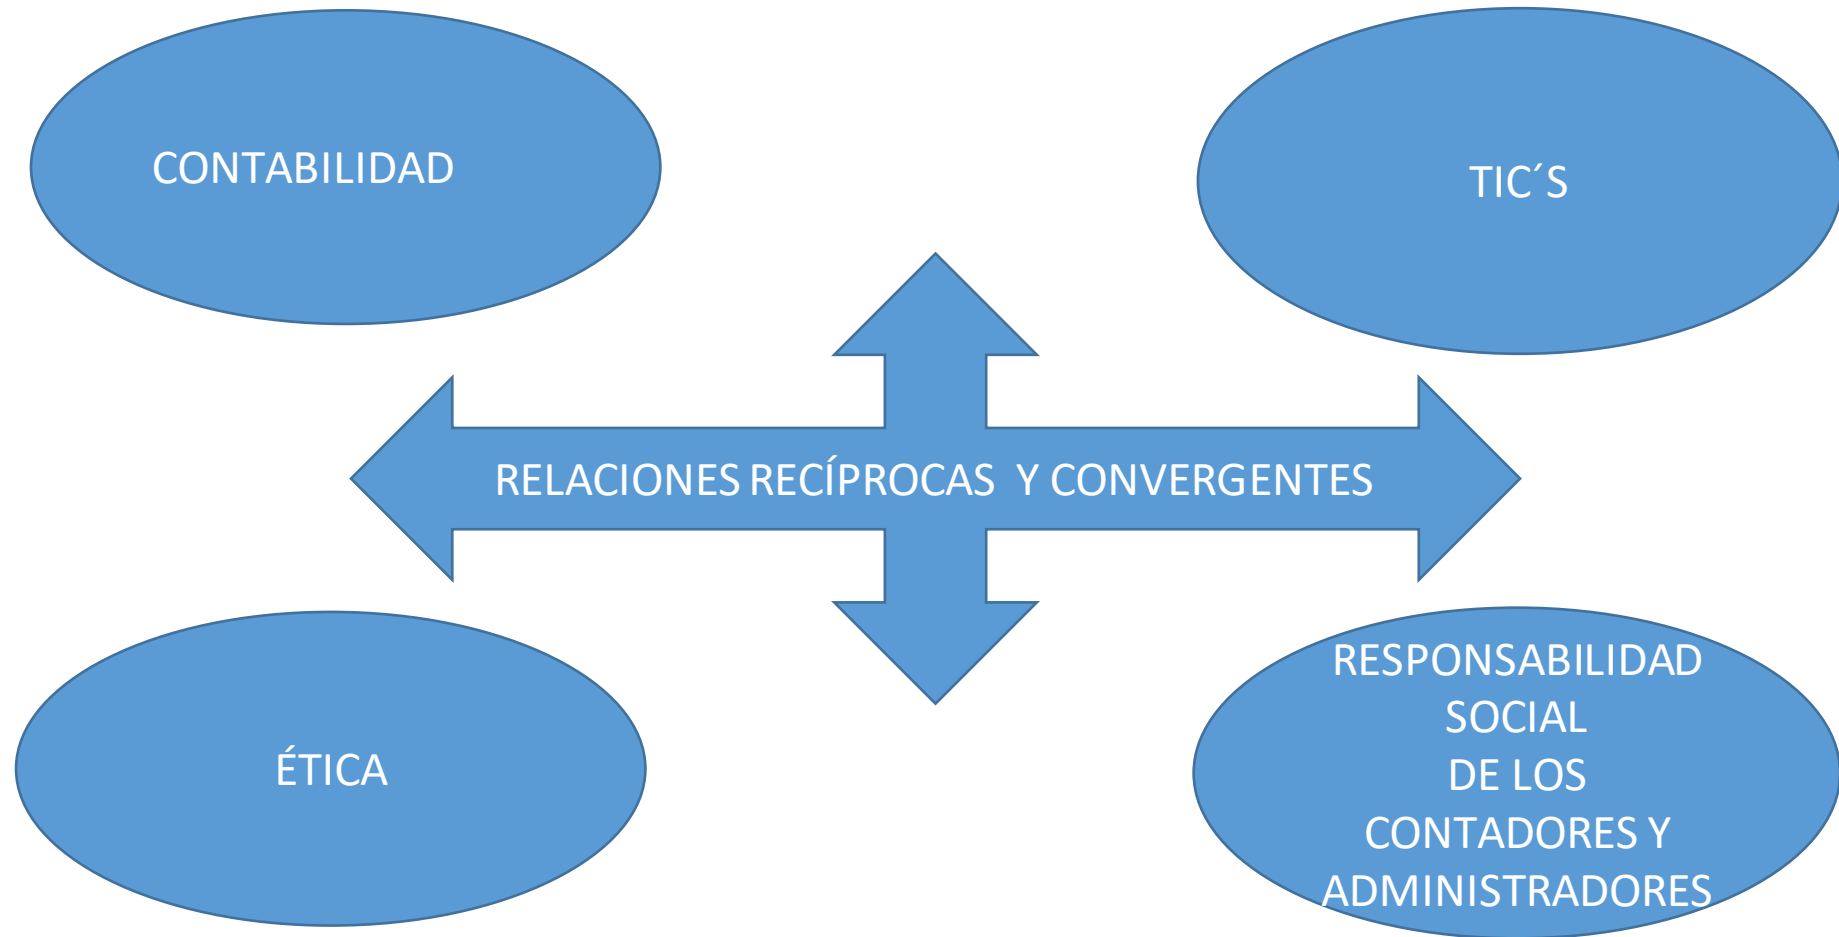 CONTABILIDAD
TIC´S
RELACIONES RECÍPROCAS Y CONVERGENTES
ÉTICA
RESPONSABILIDAD
SOCIAL
DE LOS
CONTADORES Y
ADMINISTRADORES